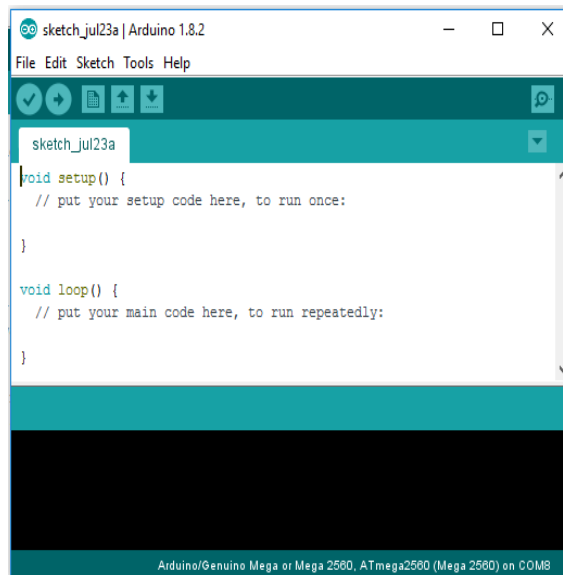 sketch_jul23a | Arduino 1.8.2
File Edit Sketch Tools Help
sketch_jul23a
void setup() {
// put your setup code here, to run once:
}
void loop() {
// put your main code here, to run repeatedly:
}
Arduino/Genuino Mega or Mega 2560, ATmega2560 (Mega 2560) on COM8